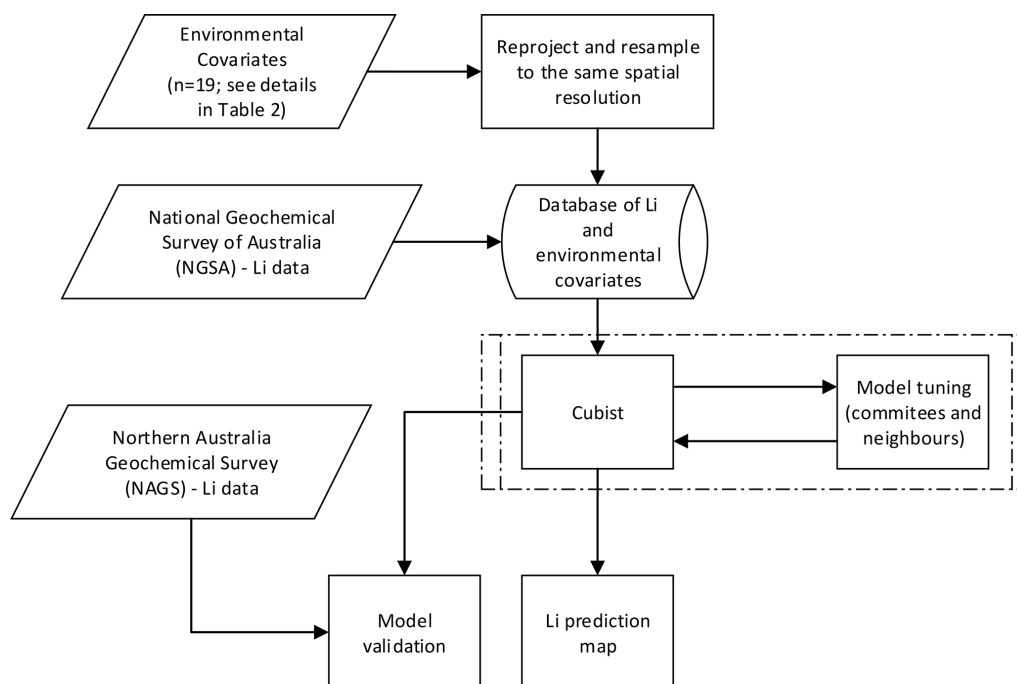 Environmental
Covariates
(n=19; see details
in Table 2)
Reproject and resample
to the same spatial
resolution
National Geochemical
Survey of Australia
(NGSA) - Li data
Database of Li
and
environmental
covariates
Cubist
Model tuning
(commitees and
neighbours)
Northern Australia
Geochemical Survey
(NAGS) - Li data
Model
validation
Li prediction
map